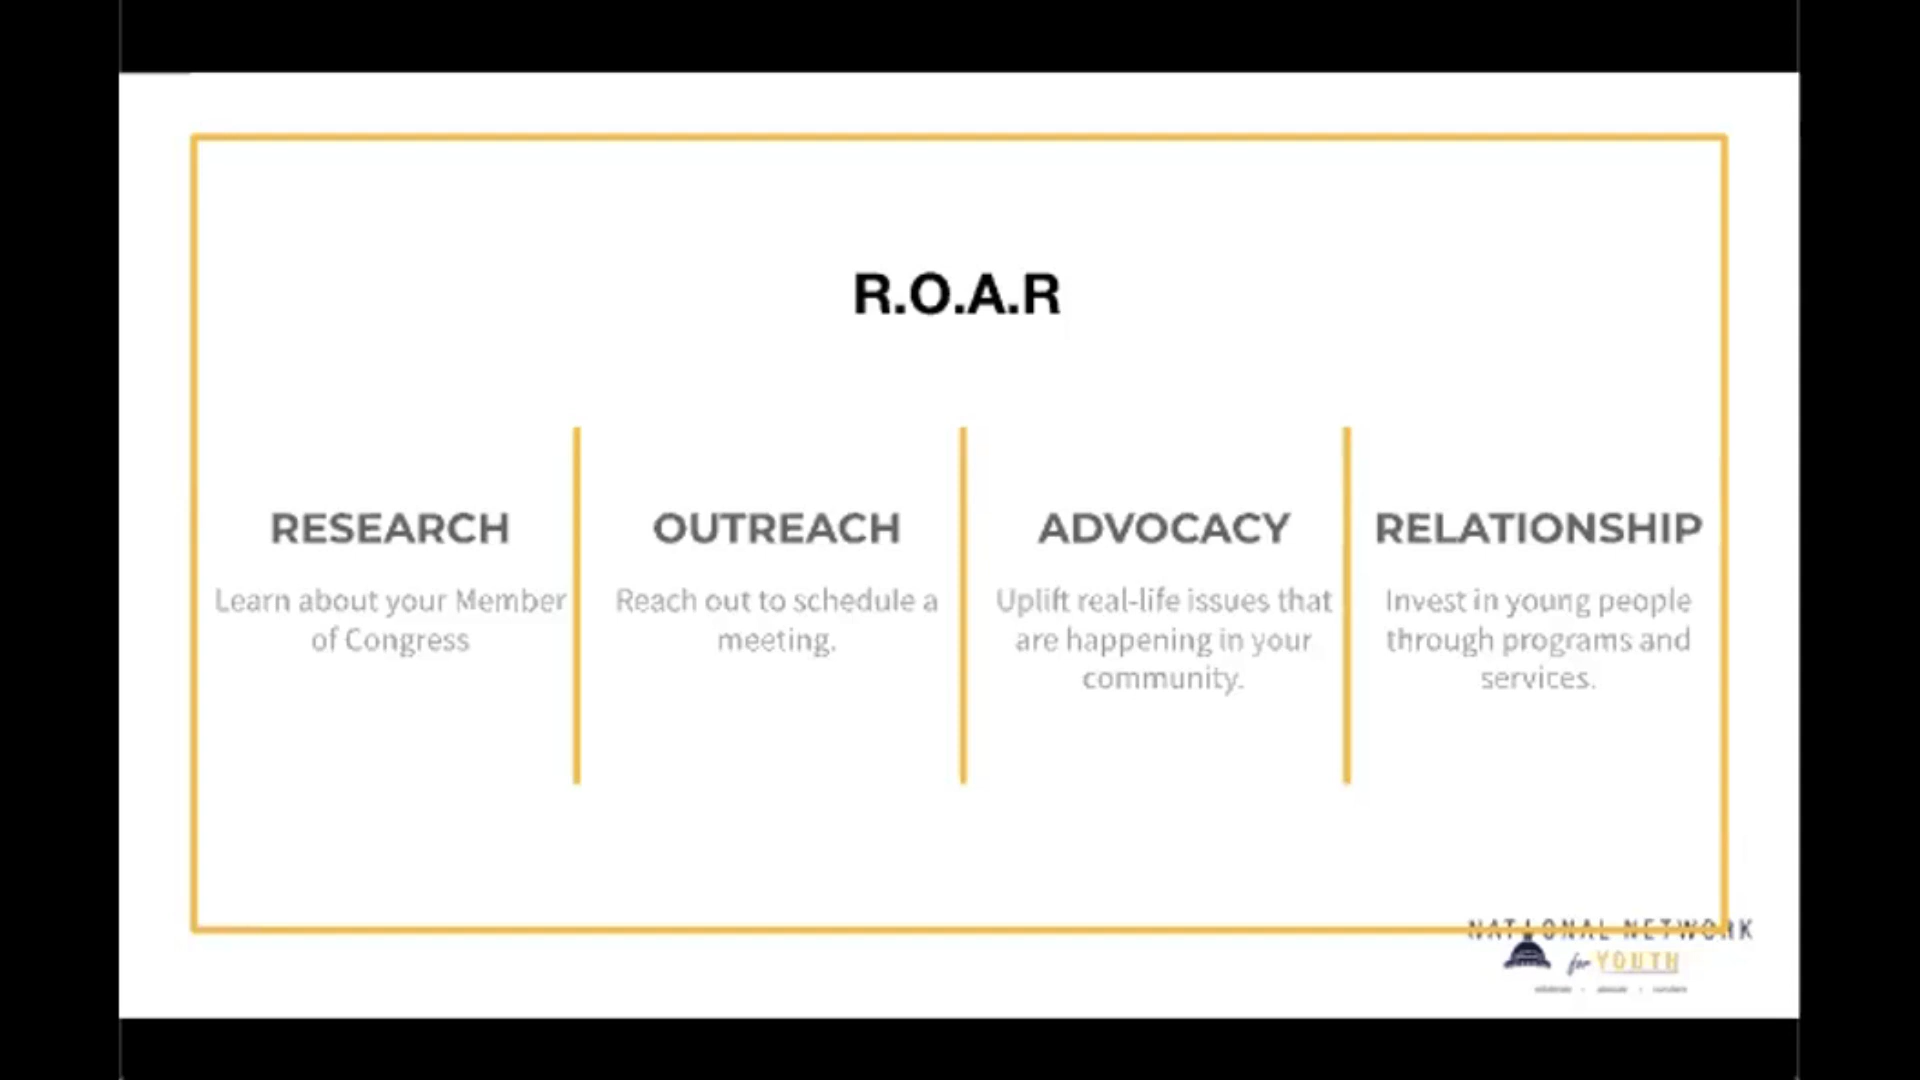 R.O.A.R
RESEARCH
Learn about your Member
of Congress
OUTREACH
Reach out to schedule a
meeting.
ADVOCACY
Uplift real-life issues that
are happening in your
community.
RELATIONSHIP
Invest in young people
through programs and
services.
NATIONAL NETWORK
for YOUTH